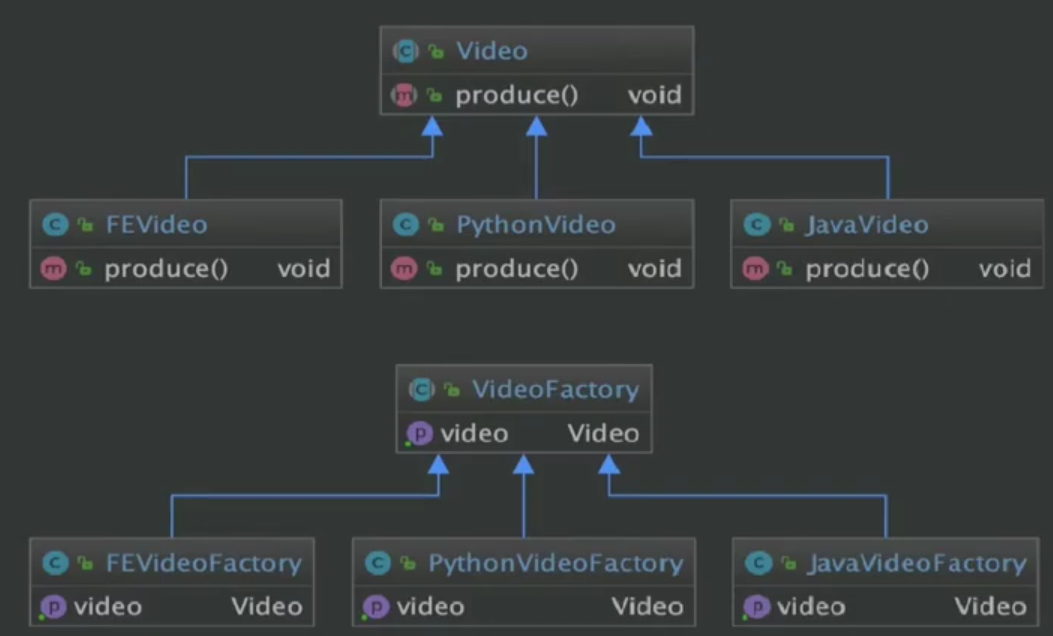 Video
produce() void
FEVideo
produce() void
PythonVideo
produce() void
JavaVideo
produce() void
VideoFactory
video Video
FEVideoFactory
video Video
PythonVideoFactory
video Video
JavaVideoFactory
video Video